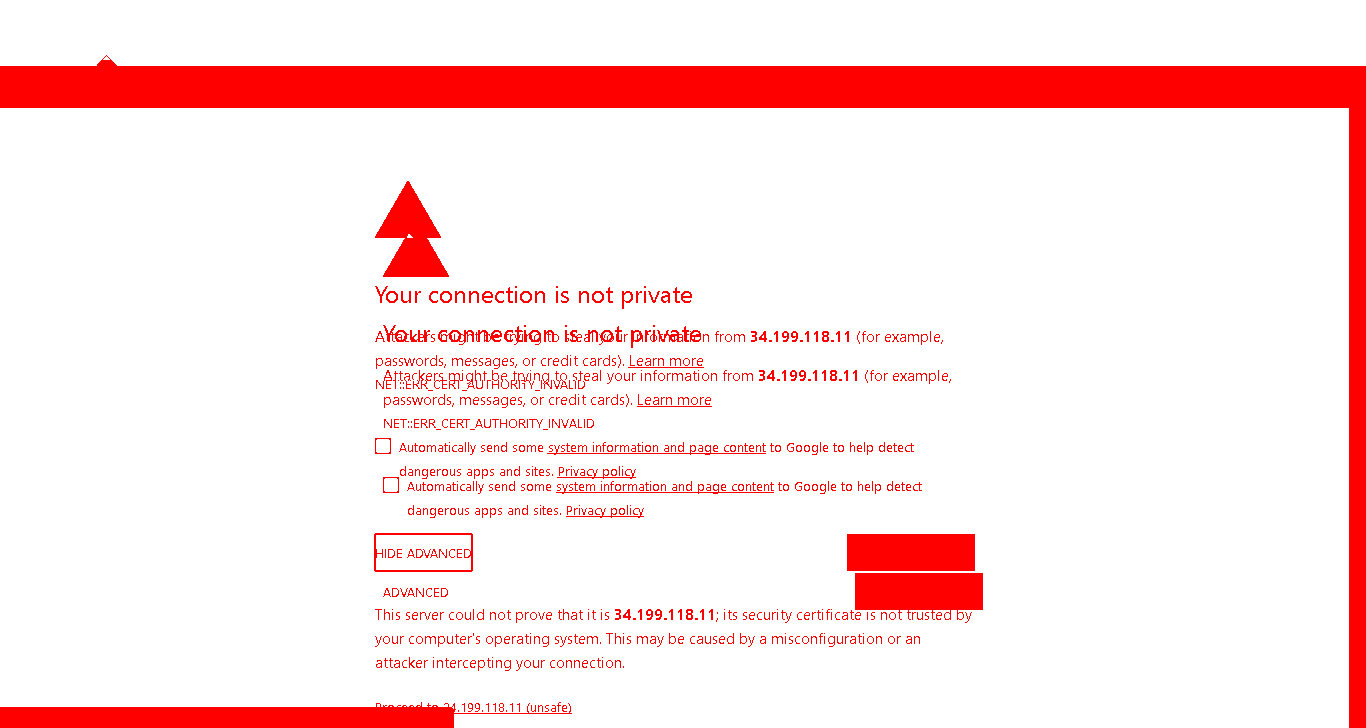 Your connection is not private
Your connection is not private
Attackers might be trying to steal your information from 34.199.118.11 (for example,
passwords, messages, or credit cards). Learn more
Attackers might be trying to steal your information from 34.199.118.11 (for example,
NET::ERR_CERT_AUTHORITY_INVALID
passwords, messages, or credit cards). Learn more
NET::ERR_CERT_AUTHORITY_INVALID
Automatically send some system information and page content to Google to help detect
dangerous apps and sites. Privacy policy
Automatically send some system information and page content to Google to help detect
dangerous apps and sites. Privacy policy
HIDE ADVANCED
ADVANCED
This server could not prove that it is 34.199.118.11; its security certificate is not trusted by
your computer's operating system. This may be caused by a misconfiguration or an
attacker intercepting your connection.
Proceed to 34.199.118.11 (unsafe)